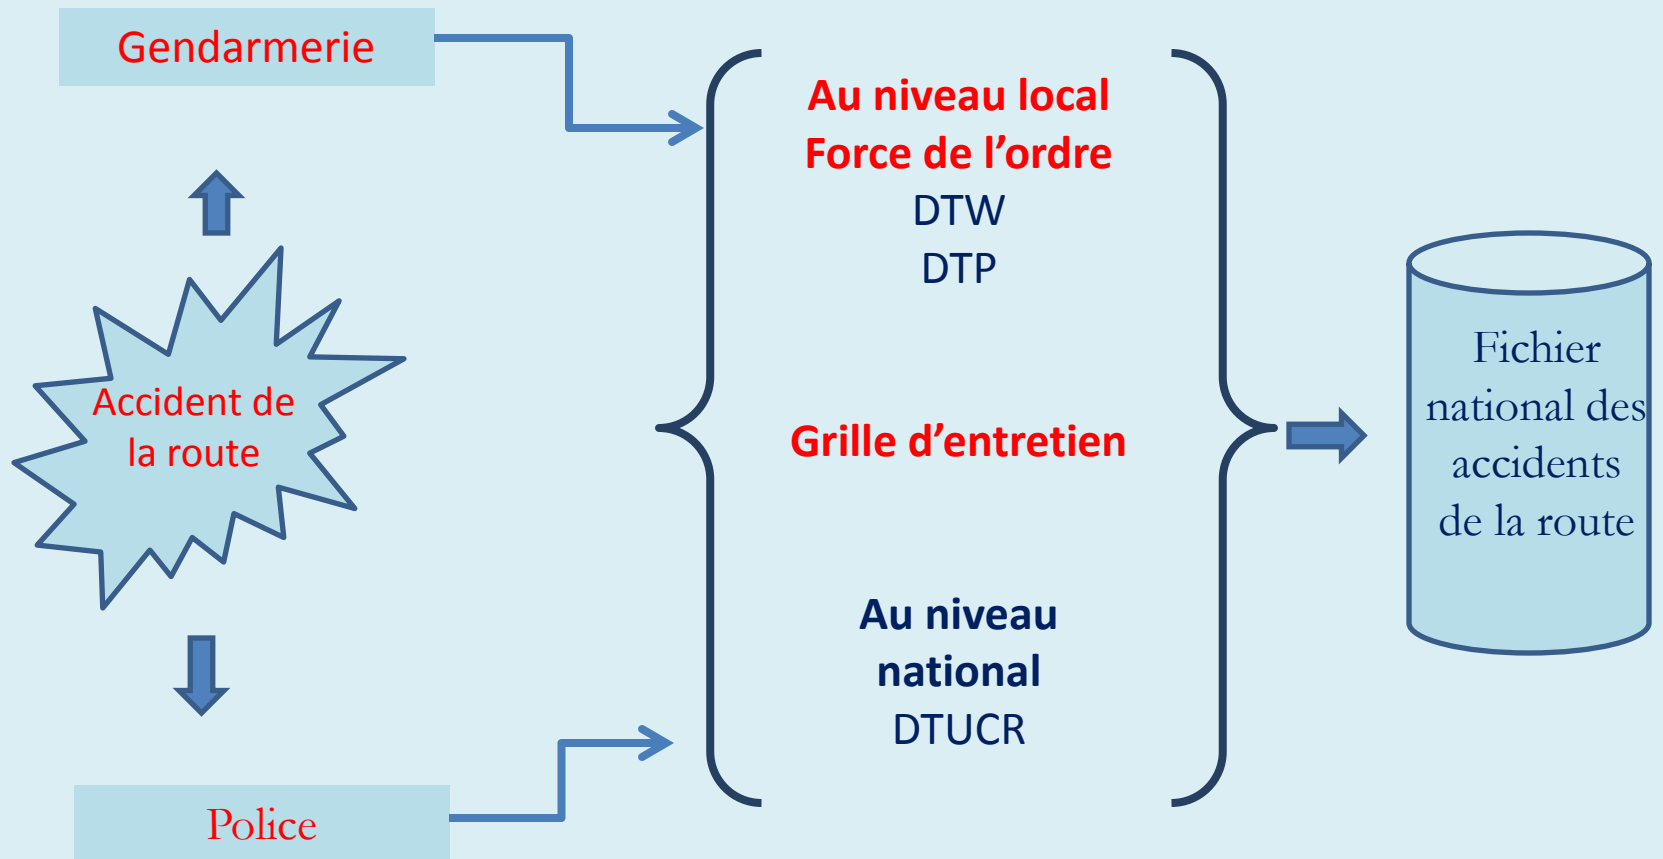 Gendarmerie
Accident de
la route
Police
Au niveau local
Force de l’ordre
DTW
DTP
Grille d’entretien
Au niveau
national
DTUCR
Fichier
national des
accidents
de la route